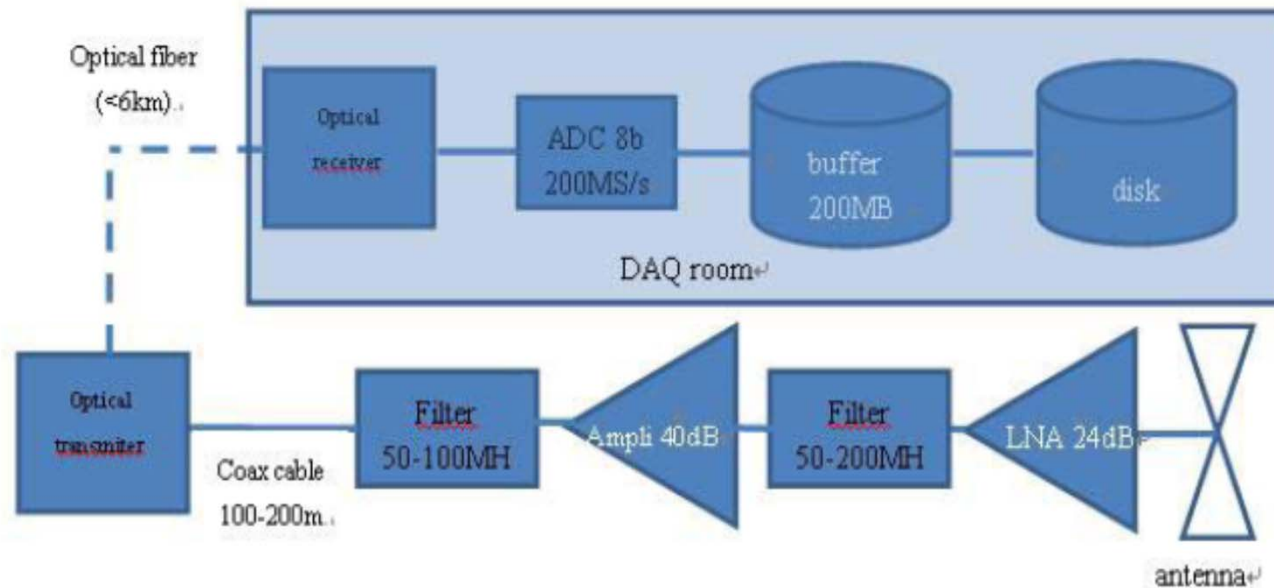 Optical fiber
(<6km).
Optical
receiver
ADC 8b
200MS/s
buffer
200MB
disk
DAQ room↵
Optical
transmiter
Coax cable
100-200m.
Filter
50-100MH
Ampli 40dB
Filter
50-200MH
LNA 24dB
antenna↵